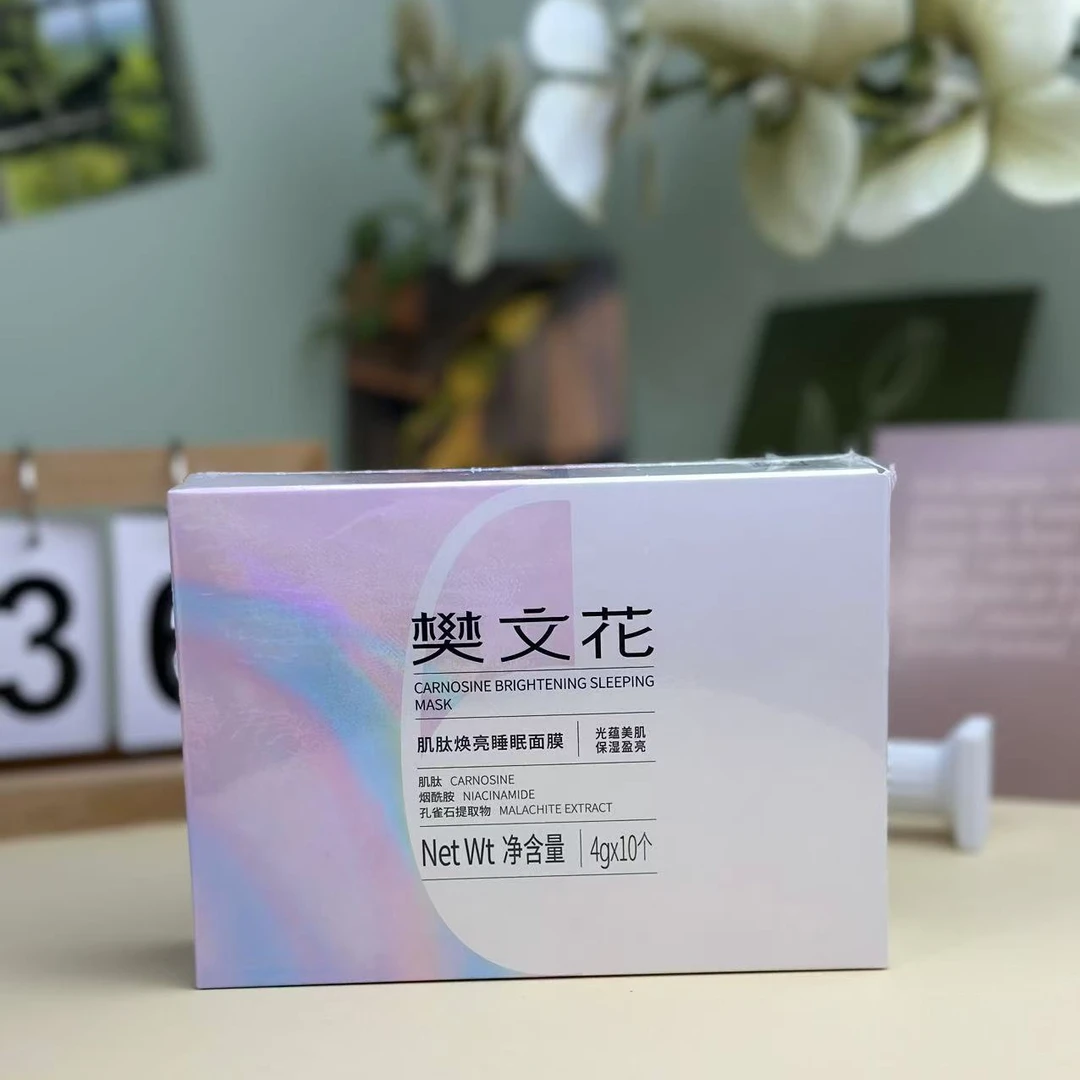 3 6
樊文花
CARNOSINE BRIGHTENING SLEEPING
MASK
肌肽焕亮睡眠面膜
光蕴美肌
保湿盈亮
肌肽 CARNOSINE
烟酰胺 NIACINAMIDE
孔雀石提取物 MALACHITE EXTRACT
Net Wt 净含量 4gx10个